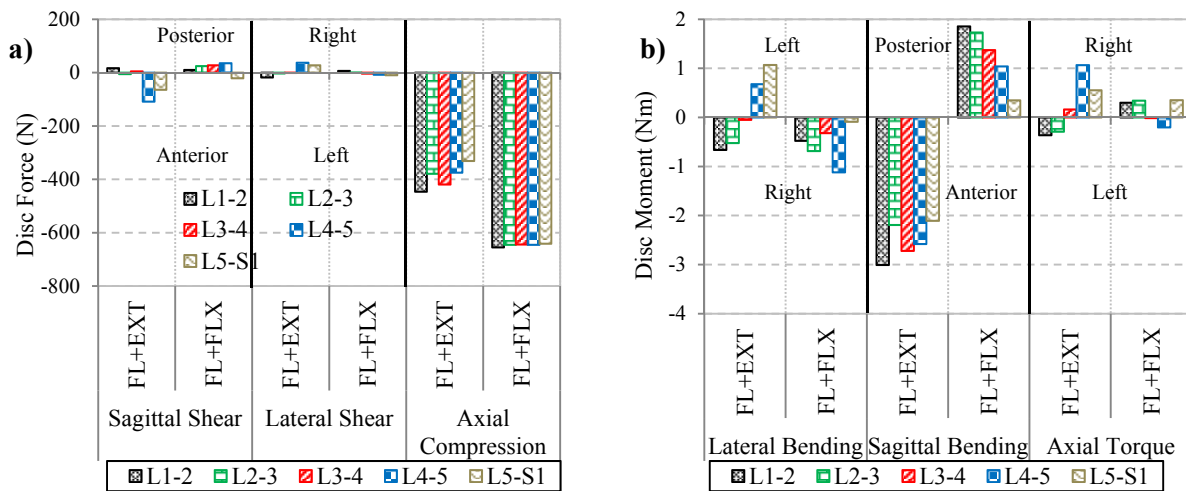 a)
Disc Force (N)
200
0
-200
-400
-600
-800
Posterior
Right
Anterior
Left
L1-2
L2-3
L3-4
L4-5
L5-S1
FL+EXT
FL+FLX
FL+EXT
FL+FLX
FL+EXT
FL+FLX
Sagittal Shear
Lateral Shear
Axial
Compression
L1-2
L2-3
L3-4
L4-5
L5-S1
b)
Disc Moment (Nm)
2
1
0
-1
-2
-3
-4
Left
Posterior
Right
Right
Anterior
Left
FL+EXT
FL+FLX
FL+EXT
FL+FLX
FL+EXT
FL+FLX
Lateral Bending
Sagittal Bending
Axial Torque
L1-2
L2-3
L3-4
L4-5
L5-S1